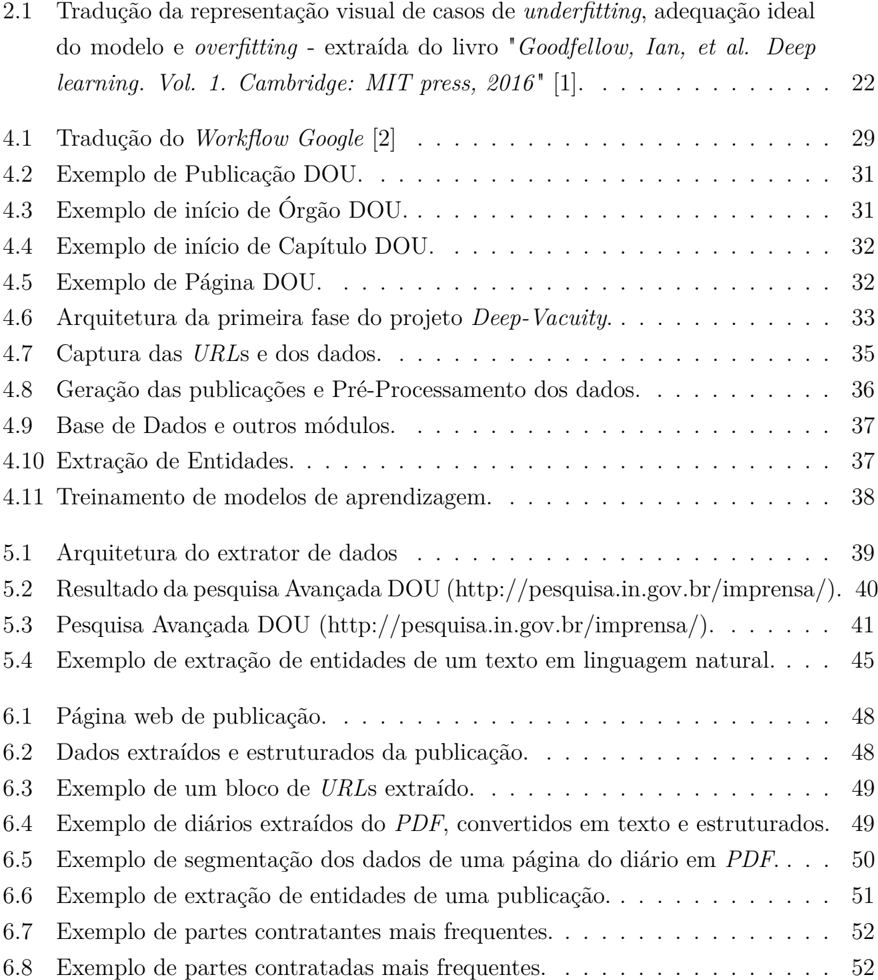 2.1 Tradução da representação visual de casos de underfitting, adequação ideal
do modelo e overfitting - extraída do livro "Goodfellow, Ian, et al. Deep
learning. Vol. 1. Cambridge: MIT press, 2016" [1]. . . . . . . . . . . . . . 22
4.1 Tradução do Workflow Google [2] . . . . . . . . . . . . . . . . . . . . . . . 29
4.2 Exemplo de Publicação DOU. . . . . . . . . . . . . . . . . . . . . . . . . . 31
4.3 Exemplo de início de Órgão DOU. . . . . . . . . . . . . . . . . . . . . . . . 31
4.4 Exemplo de início de Capítulo DOU. . . . . . . . . . . . . . . . . . . . . . 32
4.5 Exemplo de Página DOU. . . . . . . . . . . . . . . . . . . . . . . . . . . . 32
4.6 Arquitetura da primeira fase do projeto Deep-Vacuity. . . . . . . . . . . . . 33
4.7 Captura das URLs e dos dados. . . . . . . . . . . . . . . . . . . . . . . . . 35
4.8 Geração das publicações e Pré-Processamento dos dados. . . . . . . . . . . 36
4.9 Base de Dados e outros módulos. . . . . . . . . . . . . . . . . . . . . . . . 37
4.10 Extração de Entidades. . . . . . . . . . . . . . . . . . . . . . . . . . . . . . 37
4.11 Treinamento de modelos de aprendizagem. . . . . . . . . . . . . . . . . . . 38
5.1 Arquitetura do extrator de dados . . . . . . . . . . . . . . . . . . . . . . . 39
5.2 Resultado da pesquisa Avançada DOU (http://pesquisa.in.gov.br/imprensa/). 40
5.3 Pesquisa Avançada DOU (http://pesquisa.in.gov.br/imprensa/). . . . . . . 41
5.4 Exemplo de extração de entidades de um texto em linguagem natural. . . . 45
6.1 Página web de publicação. . . . . . . . . . . . . . . . . . . . . . . . . . . . 48
6.2 Dados extraídos e estruturados da publicação. . . . . . . . . . . . . . . . . 48
6.3 Exemplo de um bloco de URLs extraído. . . . . . . . . . . . . . . . . . . . 49
6.4 Exemplo de diários extraídos do PDF, convertidos em texto e estruturados. 49
6.5 Exemplo de segmentação dos dados de uma página do diário em PDF. . . . 50
6.6 Exemplo de extração de entidades de uma publicação. . . . . . . . . . . . . 51
6.7 Exemplo de partes contratantes mais frequentes. . . . . . . . . . . . . . . . 52
6.8 Exemplo de partes contratadas mais frequentes. . . . . . . . . . . . . . . . 52